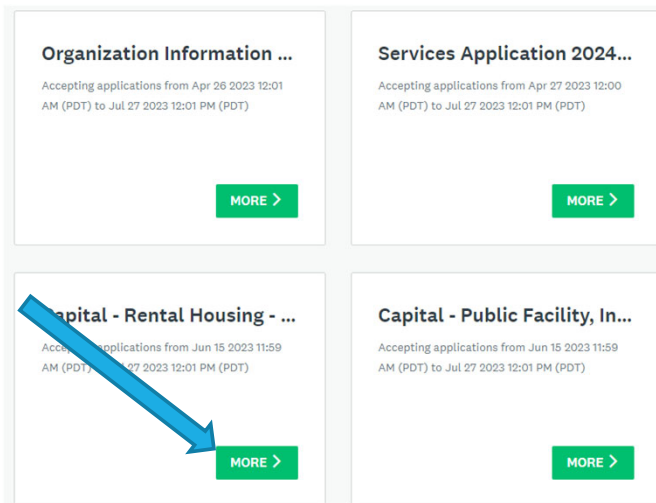 Organization Information ...
Accepting applications from Apr 26 2023 12:01
AM (PDT) to Jul 27 2023 12:01 PM (PDT)
MORE >
Services Application 2024...
Accepting applications from Apr 27 2023 12:00
AM (PDT) to Jul 27 2023 12:01 PM (PDT)
MORE >
Capital - Rental Housing - ...
applications from Jun 15 2023 11:59
AM (PDT) 27 2023 12:01 PM (PDT)
MORE >
Capital - Public Facility, In...
Accepting applications from Jun 15 2023 11:59
AM (PDT) to Jul 27 2023 12:01 PM (PDT)
MORE >